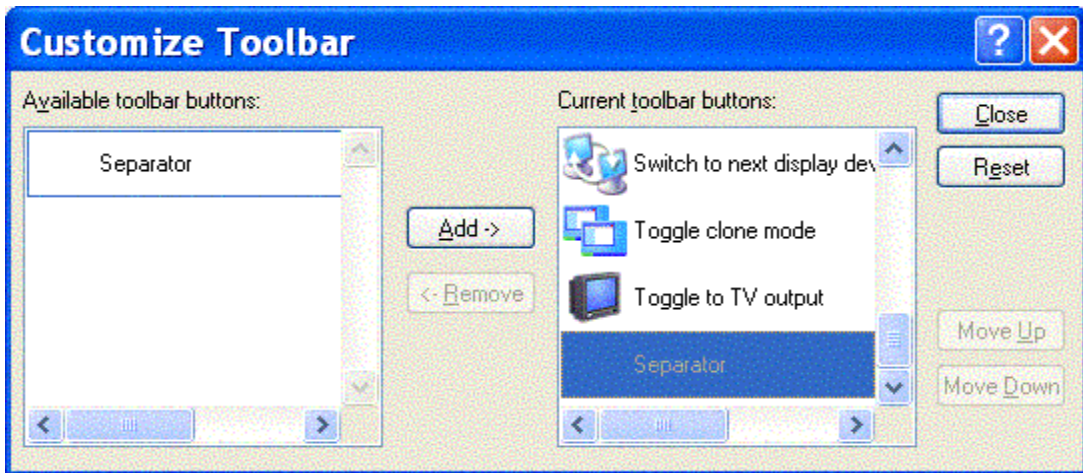 Customize Toolbar
?
Available toolbar buttons:
Separator
Add ->
<- Remove
Current toolbar buttons:
Switch to next display dev
Toggle clone mode
Toggle to TV output
Separator
Close
Reset
Move Up
Move Down